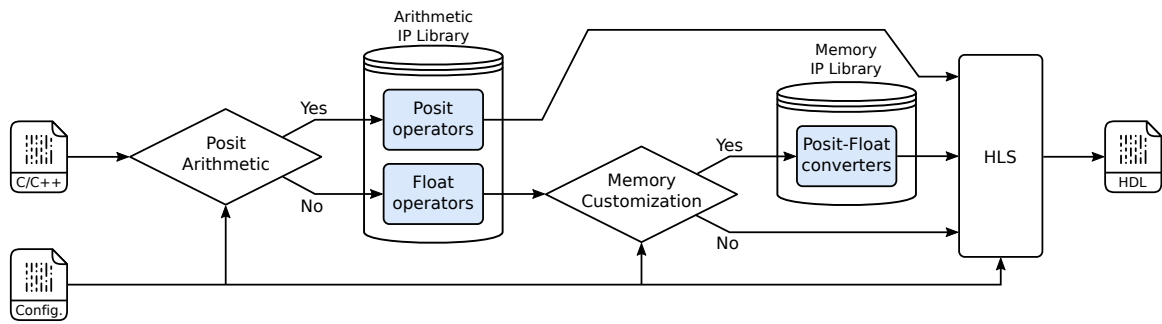 Arithmetic
IP Library
Memory
IP Library
Yes
Posit
operators
Posit
Arithmetic
Yes
Posit-Float
converters
HLS
C/C++
HDL
No
Float
operators
Memory
Customization
No
Config.